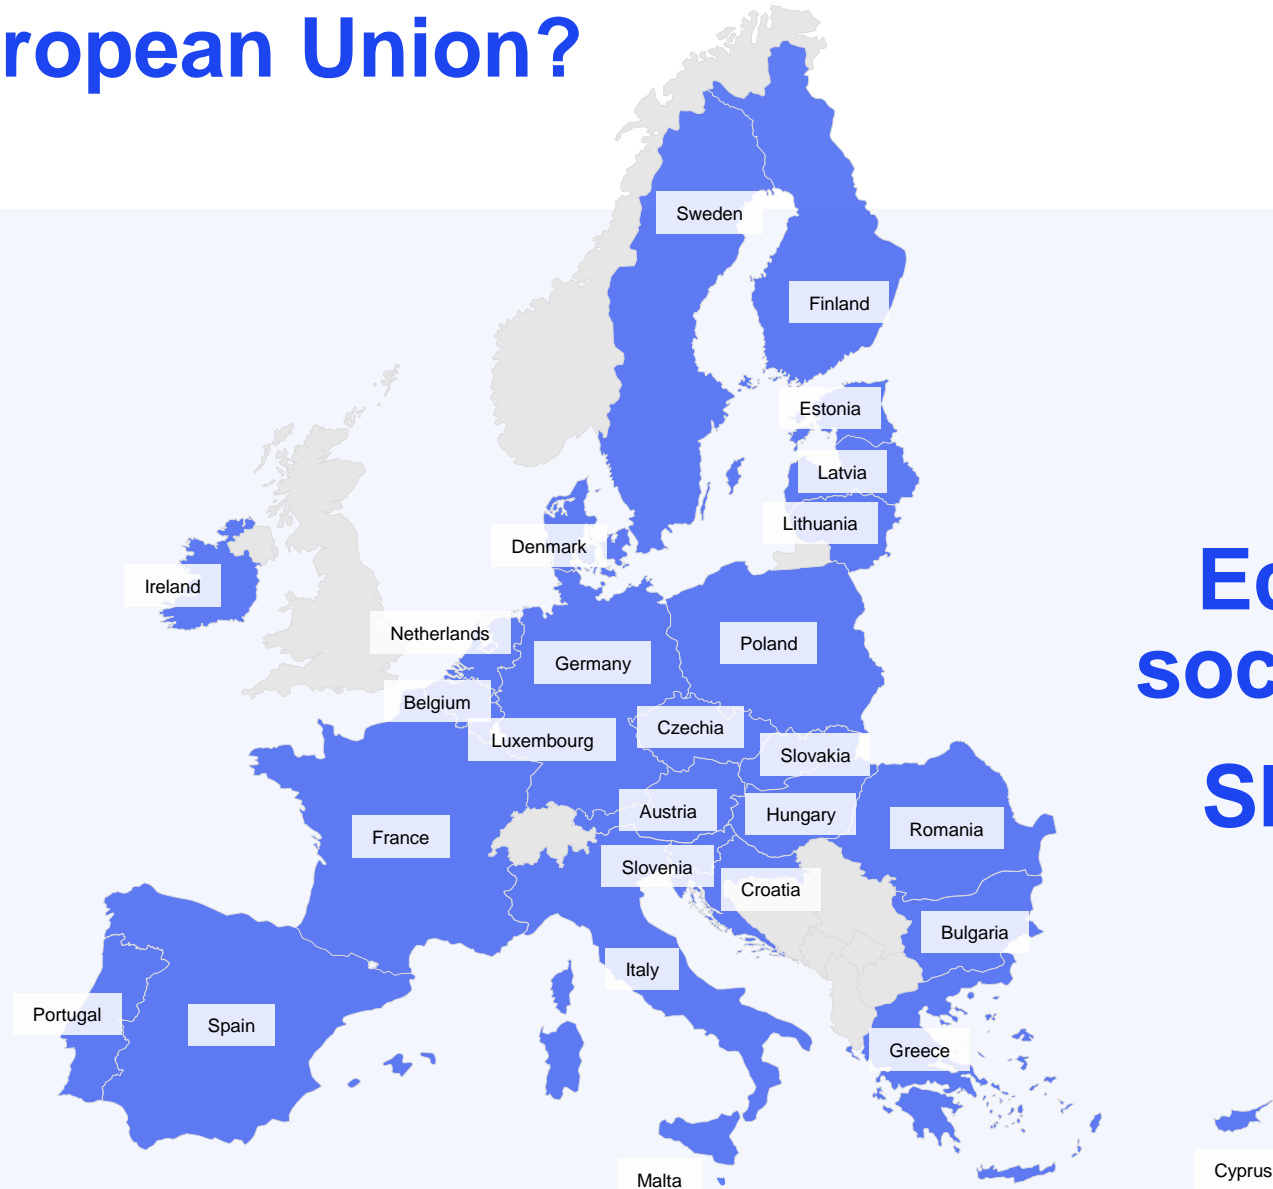 ropean Union?
Sweden
Finland
Estonia
Latvia
Lithuania
Denmark
Ireland
Netherlands
Poland
Germany
Belgium
Czechia
Luxembourg
Slovakia
Austria
Hungary
Romania
France
Slovenia
Croatia
Bulgaria
Italy
Portugal
Spain
Greece
Malta
Cyprus
soc